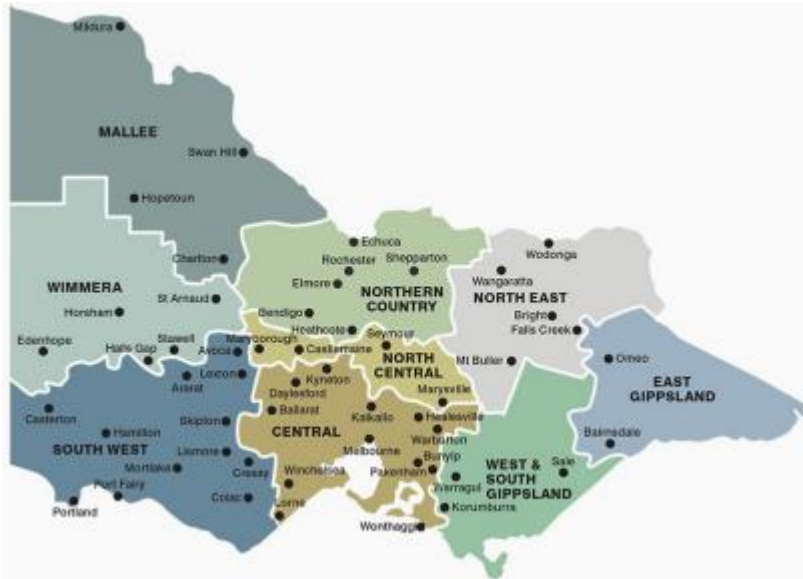 Mildura
MALLEE
Swan Hill
Hopetoun
Charlton
Echuca
Rochester
Shepparton
Elmore
NORTHERN
COUNTRY
Bendigo
Heathcote
Wodonga
Wangaratta
NORTH EAST
Bright
Falls Creek
Mt Buller
WIMMERA
St Arnaud
Horsham
Edenhope
Stawell
Halls Gap
Avoca
Maryborough
Castlemaine
Seymour
NORTH
CENTRAL
Marysville
Omeo
EAST
GIPPSLAND
Bairnsdale
Ararat
Lexton
Kyneton
Daylesford
Ballarat
Kalkallo
Healesville
CENTRAL
Warburton
Melbourne
Bunyip
Pakenham
Casterton
Hamilton
SOUTH WEST
Skipton
Lismore
Mortlake
Cressy
Winchelsea
Port Fairy
Colac
Lorne
Portland
WEST &
SOUTH
GIPPSLAND
Sale
Warragul
Korumburra
Wonthaggi